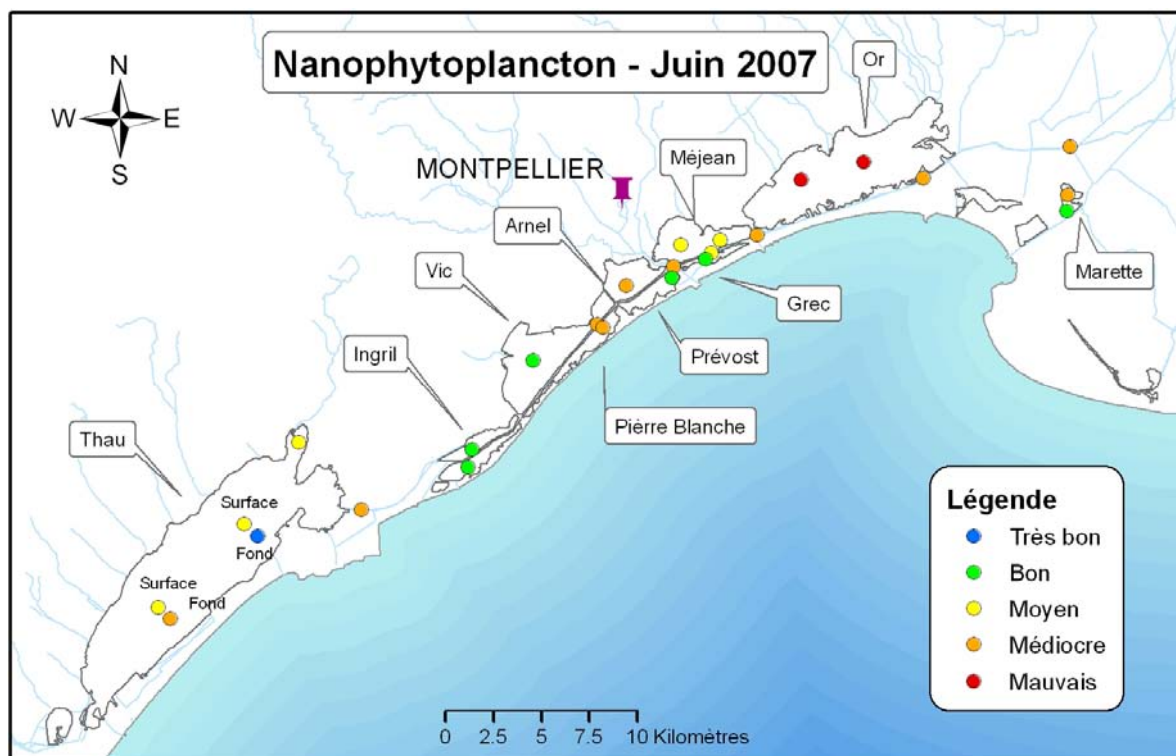 Nanophytoplancton - Juin 2007
N
W E
S
Or
MONTPELLIER
Méjean
Arnel
Vic
Marette
Grec
Ingril
Prévost
Pièrre Blanche
Thau
Surface
Fond
Surface
Fond
Légende
Très bon
Bon
Moyen
Médiocre
Mauvais
0 2.5 5 7.5 10 Kilomètres